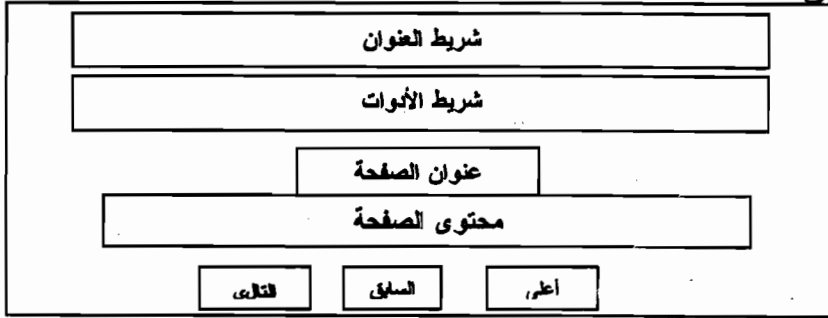 شريط العنوان
شريط الأدوات
عنوان الصفحة
محتوى الصفحة
أعلى السابق التالى